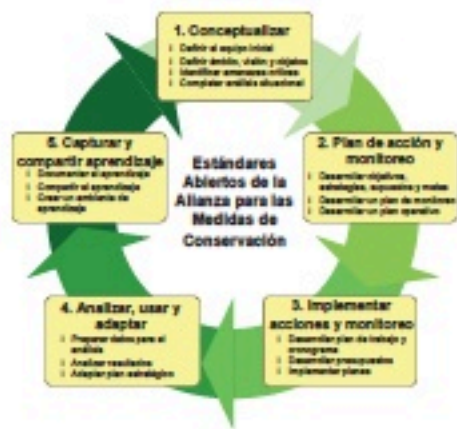 1. Conceptualizar
Definir el equipo inicial
Definir ámbito, visión y objetos
Identificar amenazas críticas
Completar análisis situacional
2. Plan de acción y
monitoreo
Desarrollar objetivos,
estrategias, supuestos y metas
Desarrollar un plan de monitoreo
Desarrollar un plan operativo
3. Implementar
acciones y monitoreo
Desarrollar plan de trabajo y
cronograma
Desarrollar presupuestos
Implementar planes
4. Analizar, usar y
adaptar
Preparar datos para el
análisis
Analizar resultados
Adaptar plan estratégico
5. Capturar y
compartir aprendizaje
Documentar el aprendizaje
Compartir el aprendizaje
Crear un ambiente de
aprendizaje
Estándares
Abiertos de la
Alianza para las
Medidas de
Conservación